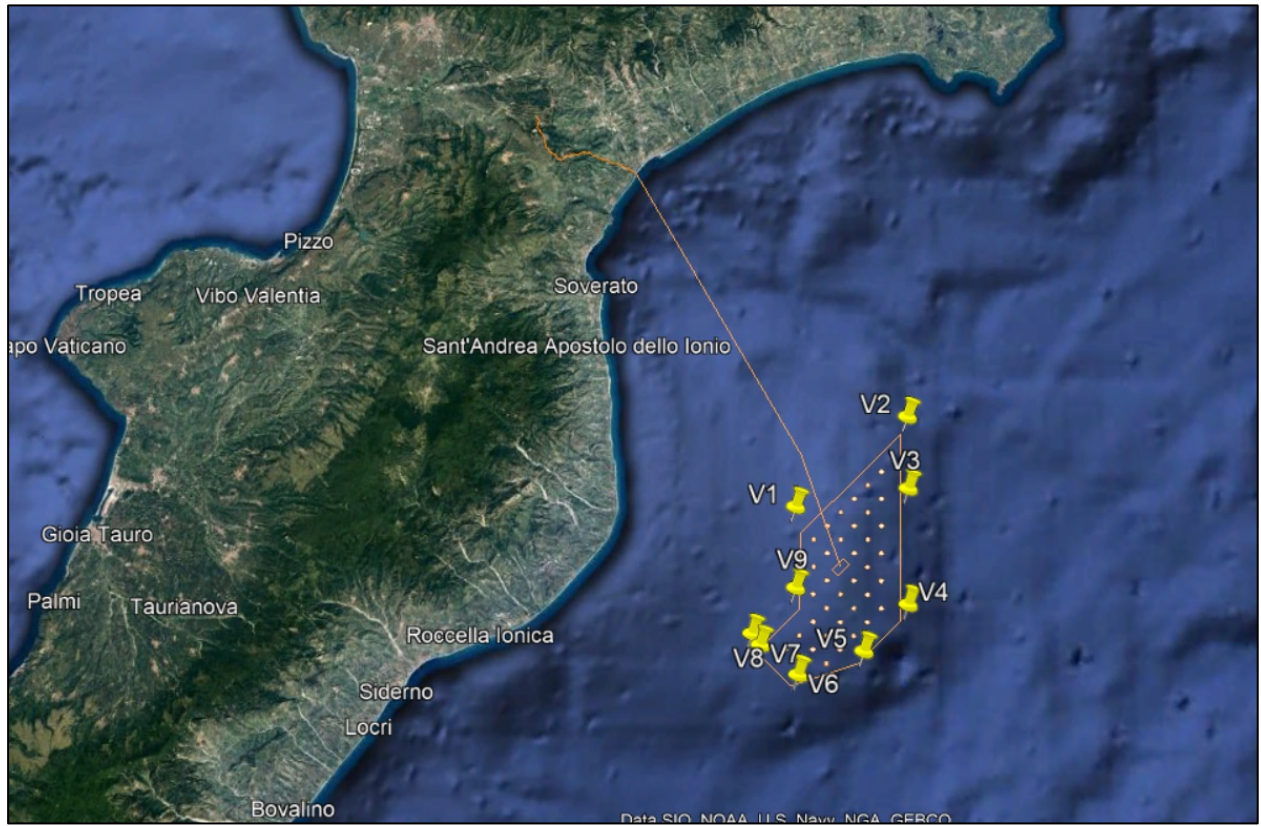 Pizzo
Tropea
Vibo Valentia
Soverato
apo Vaticano
Sant'Andrea Apostolo dello Ionio
V2
V3
V1
Gioia Tauro
V9
V4
Palmi
Taurianova
Roccella Ionica
V5
V8
V7
V6
Siderno
Locri
Bovalino
Data SIO, NOAA, U.S. Navy, NGA, GEBCO